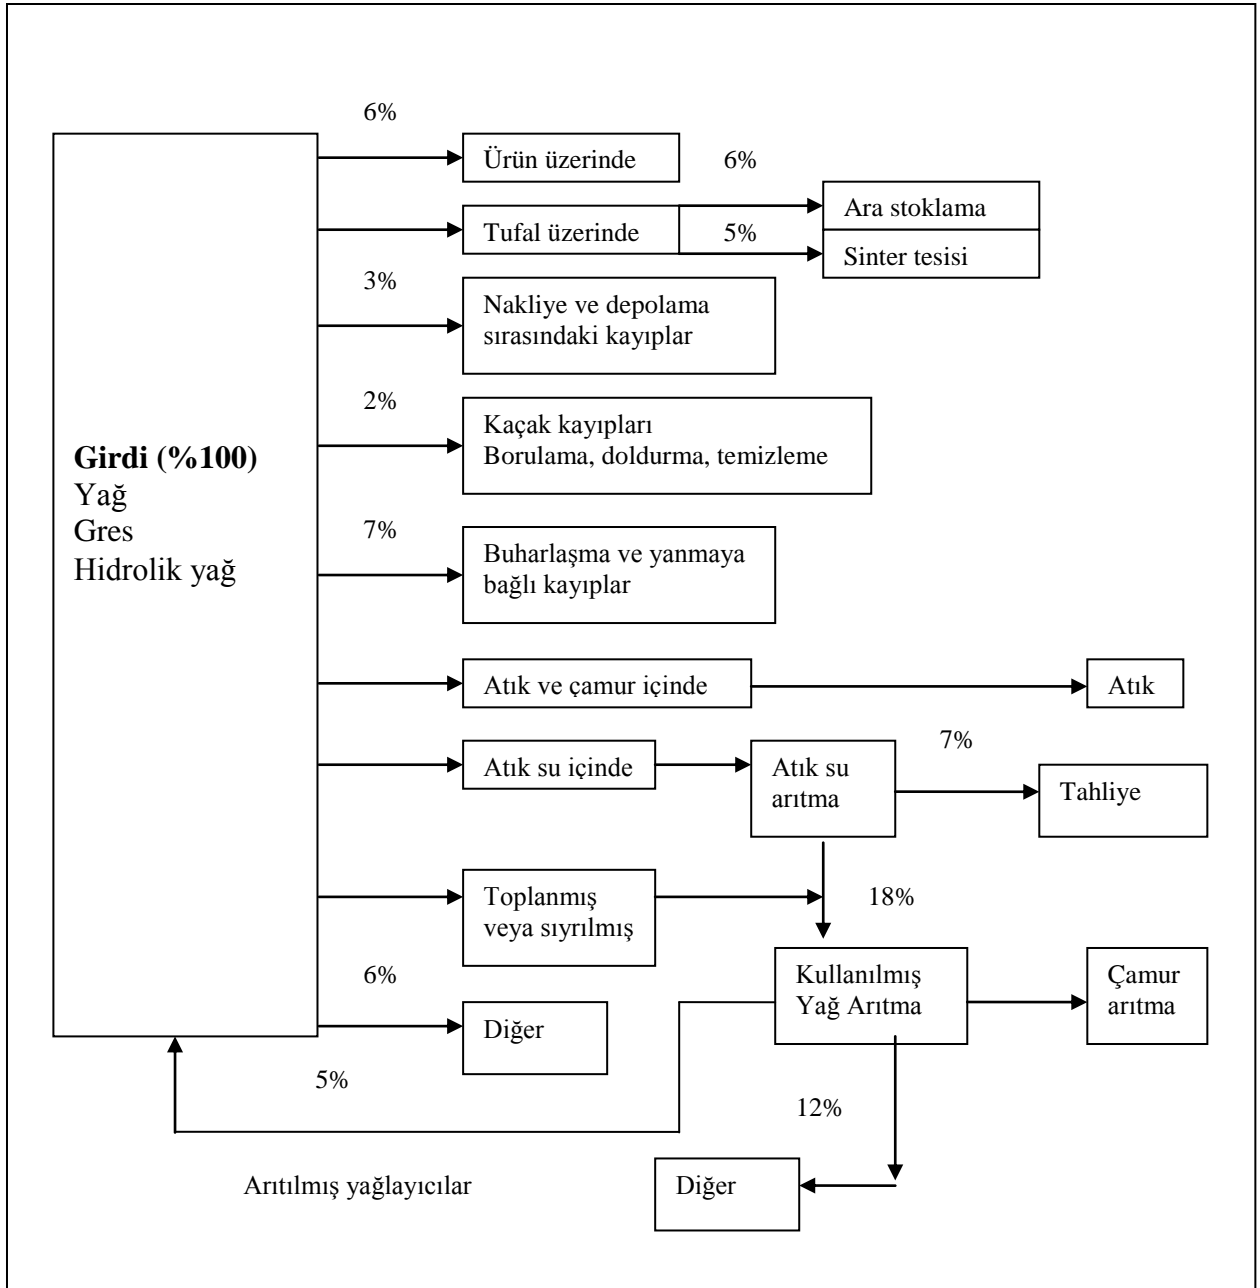 6%
Ürün üzerinde
6%
Ara stoklama
Tufal üzerinde
5%
Sinter tesisi
3%
Nakliye ve depolama
sırasındaki kayıplar
2%
Kaçak kayıpları
Borulama, doldurma, temizleme
Girdi (%100)
Yağ
Gres
Hidrolik yağ
7%
Buharlaşma ve yanmaya
bağlı kayıplar
Atık ve çamur içinde
Atık
Atık su içinde
Atık su
arıtma
7%
Tahliye
Toplanmış
veya sıyrılmış
18%
Kullanılmış
Yağ Arıtma
Çamur
arıtma
6%
Diğer
5%
12%
Arıtılmış yağlayıcılar
Diğer